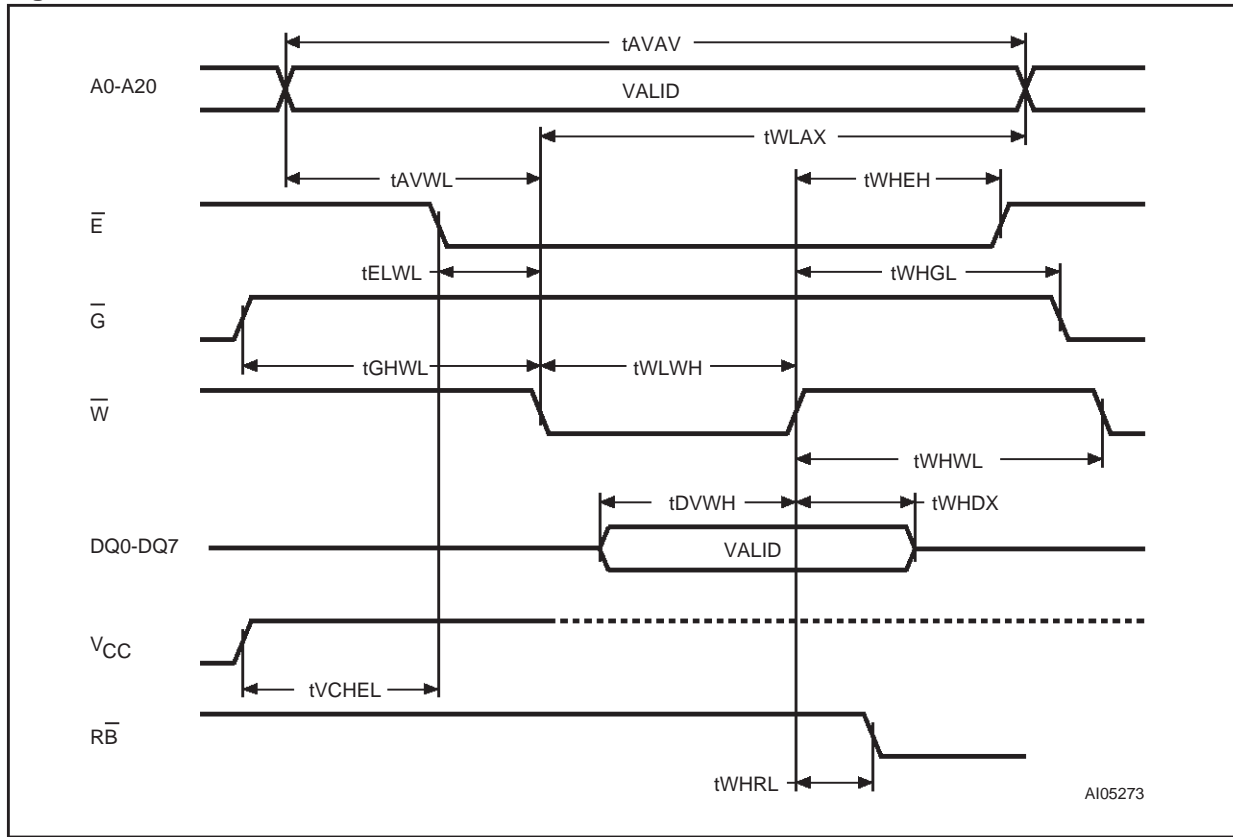 tAVAV
A0-A20
VALID
tWLAX
tAVWL
tWHEH
E̅
tELWL
tWHGL
G̅
tGHWL
tWLWH
W̅
tWHWL
tDVWH
tWHDX
DQ0-DQ7
VALID
VCC
tVCHEL
RB̅
tWHRL
AI05273